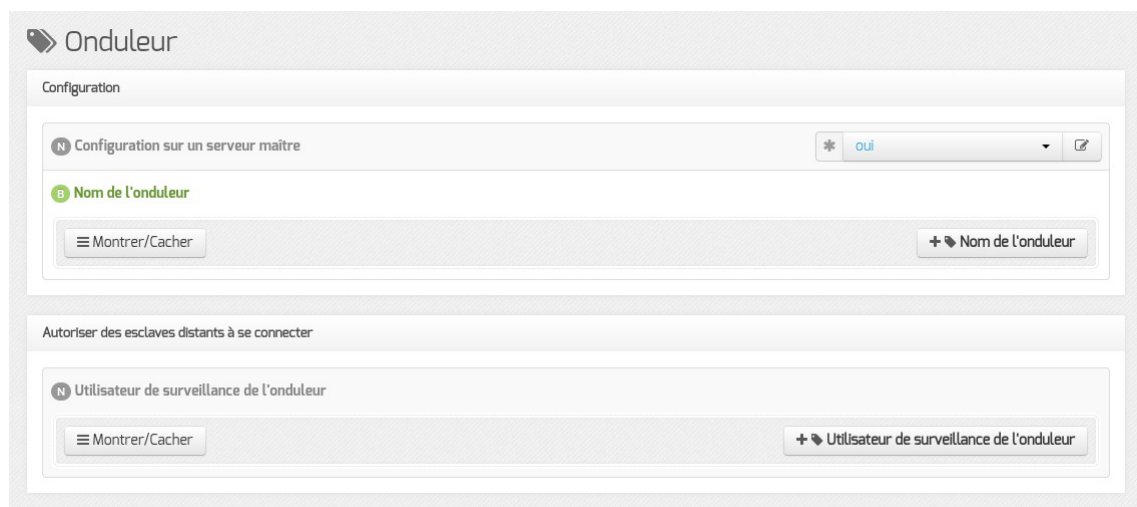 Onduleur
Configuration
N Configuration sur un serveur maître
oui
B Nom de l'onduleur
Montrer/Cacher
Nom de l'onduleur
Autoriser des esclaves distants à se connecter
N Utilisateur de surveillance de l'onduleur
Montrer/Cacher
Utilisateur de surveillance de l'onduleur